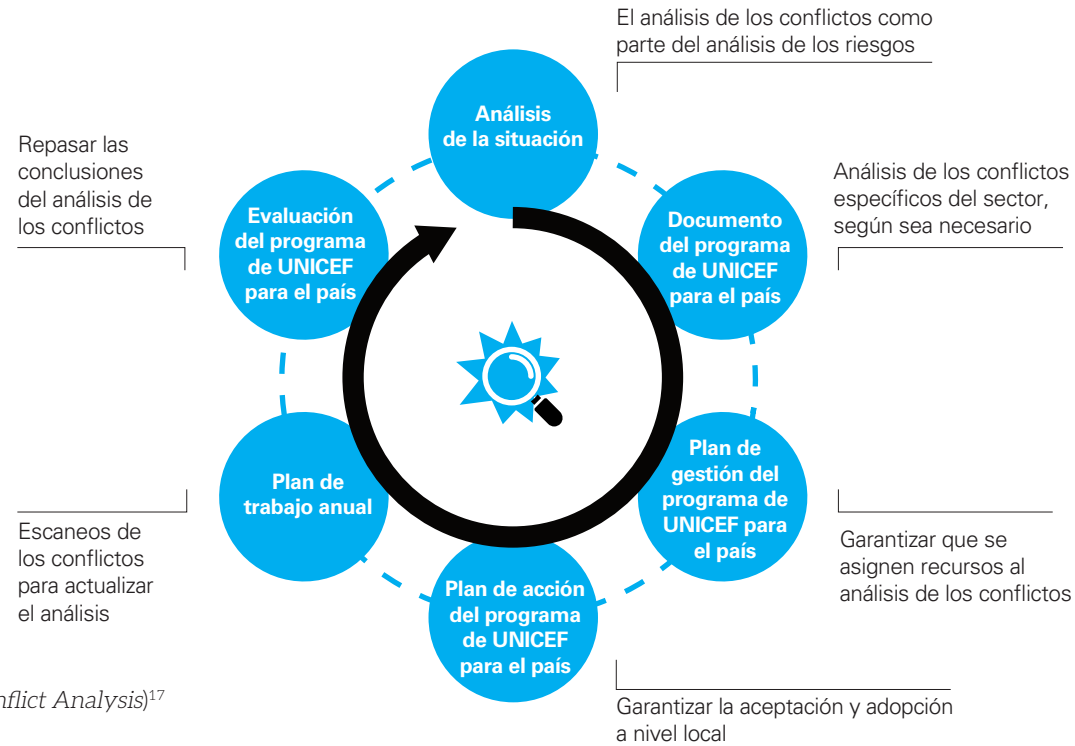 El análisis de los conflictos como
parte del análisis de los riesgos
Análisis
de la situación
Análisis de los conflictos
específicos del sector,
según sea necesario
Documento
del programa
de UNICEF
para el país
Plan de
gestión del
programa de
UNICEF para
el país
Garantizar que se
asignen recursos al
análisis de los conflictos
Plan de acción
del programa
de UNICEF
para el país
Garantizar la aceptación y adopción
a nivel local
Plan de
trabajo anual
Escaneos de
los conflictos
para actualizar
el análisis
Evaluación
del programa
de UNICEF
para el país
Repasar las
conclusiones
del análisis de
los conflictos
nflict Analysis)17